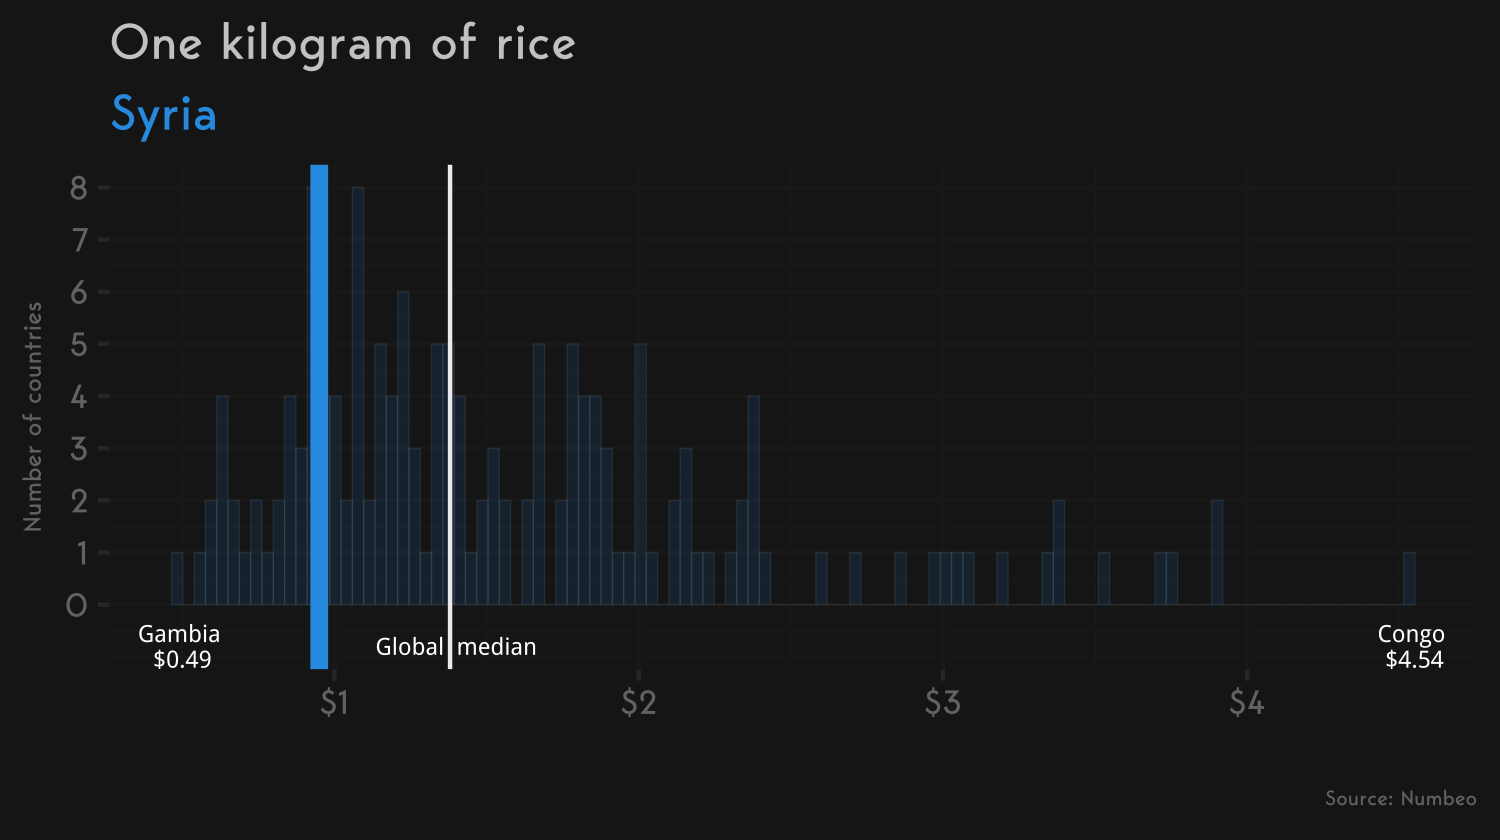 One kilogram of rice
Syria
Number of countries
8
7
6
5
4
3
2
1
0
Gambia
$0.49
Global median
Congo
$4.54
$1 $2 $3 $4
Source: Numbeo